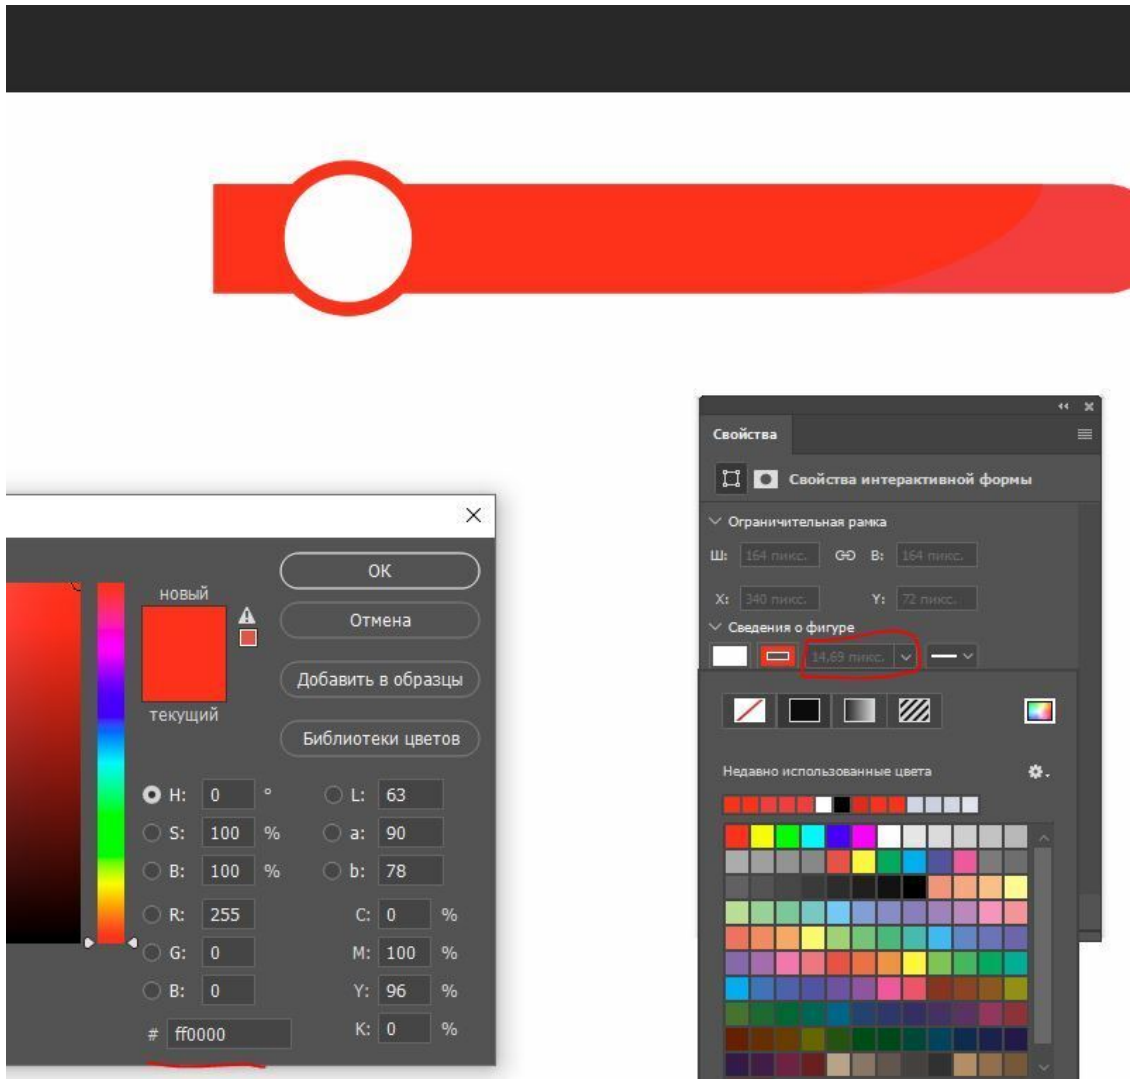 Свойства
Свойства интерактивной формы
Ограничительная рамка
Ш: 164 пикс. В: 164 пикс.
X: 340 пикс. Y: 72 пикс.
Сведения о фигуре
14,69 пикс.
Недавно использованные цвета
новый
текущий
ОК
Отмена
Добавить в образцы
Библиотеки цветов
H: 0 ° L: 63
S: 100 % a: 90
B: 100 % b: 78
R: 255 C: 0 %
G: 0 M: 100 %
B: 0 Y: 96 %
# ff0000 K: 0 %